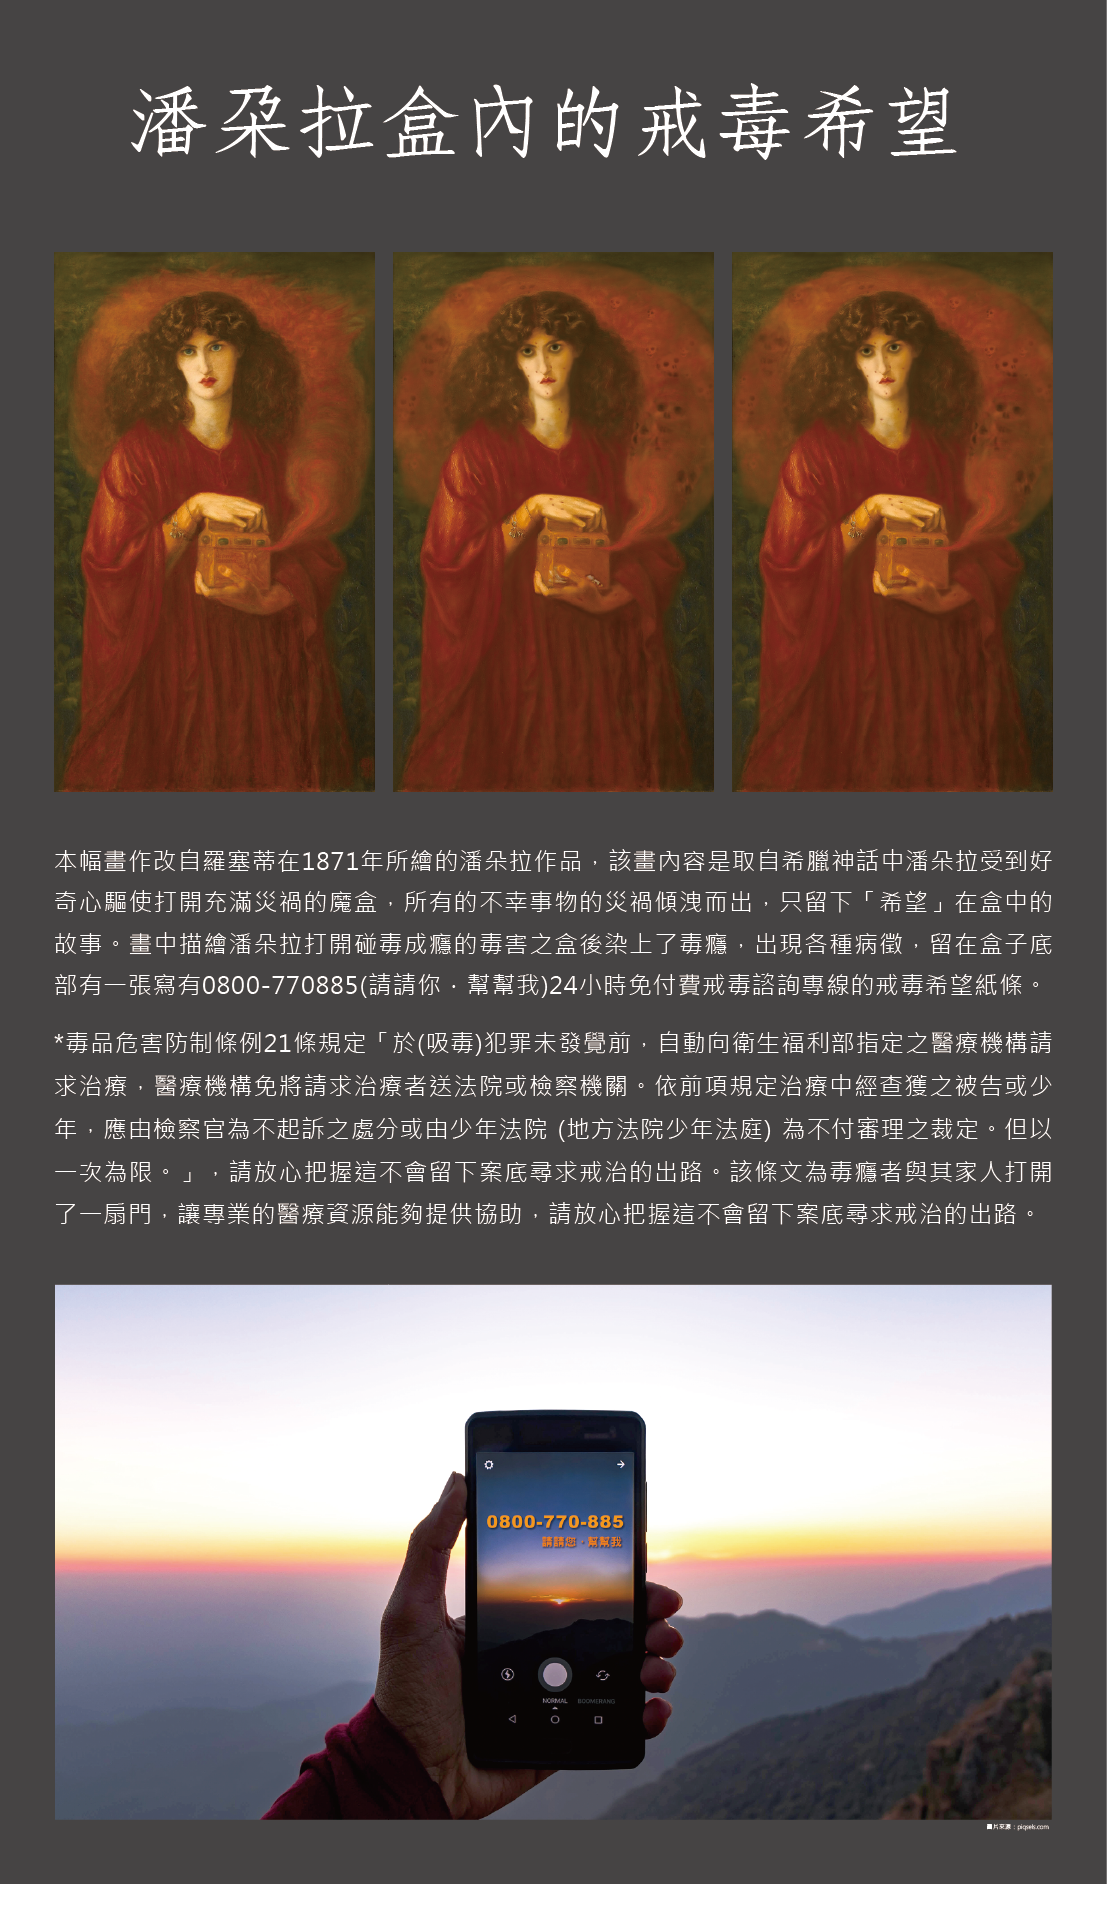 潘朵拉盒內的戒毒希望
本幅畫作改自羅塞蒂在1871年所繪的潘朵拉作品，該畫內容是取自希臘神話中潘朵拉受到好
奇心驅使打開充滿災禍的魔盒，所有的不幸事物的災禍傾洩而出，只留下「希望」在盒中的
故事。畫中描繪潘朵拉打開碰毒成癮的毒害之盒後染上了毒癮，出現各種病徵，留在盒子底
部有一張寫有0800-770885(請請你．幫幫我)24小時免付費戒毒諮詢專線的戒毒希望紙條。
*毒品危害防制條例21條規定「於(吸毒)犯罪未發覺前，自動向衛生福利部指定之醫療機構請
求治療，醫療機構免將請求治療者送法院或檢察機關。依前項規定治療中經查獲之被告或少
年，應由檢察官為不起訴之處分或由少年法院 (地方法院少年法庭) 為不付審理之裁定。但以
一次為限。」，請放心把握這不會留下案底尋求戒治的出路。該條文為毒癮者與其家人打開
了一扇門，讓專業的醫療資源能夠提供協助，請放心把握這不會留下案底尋求戒治的出路。
0800-770-885
請請您．幫幫我
NORMAL BOOMERANG
圖片來源：piqsels.com